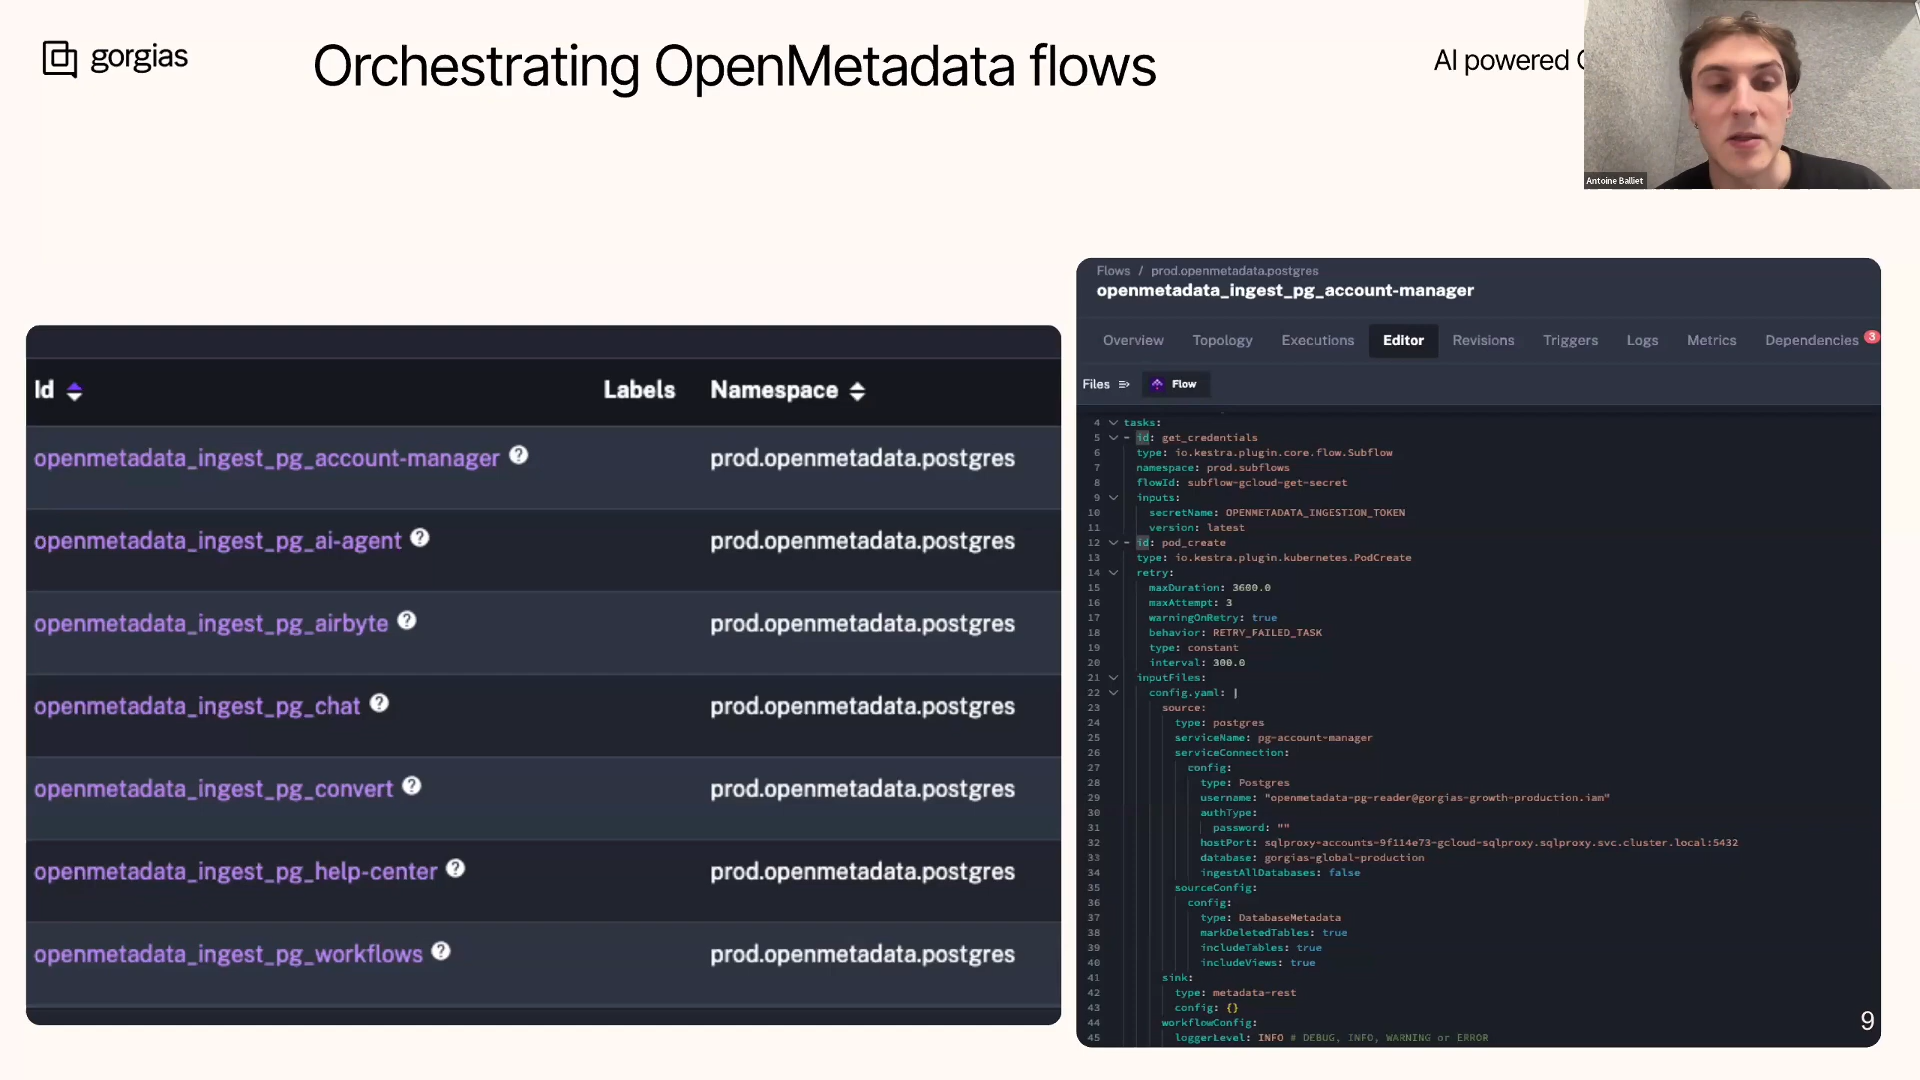 gorgias
Orchestrating OpenMetadata flows
AI powered
Antoine Balliet
Id Labels Namespace
openmetadata_ingest_pg_account-manager prod.openmetadata.postgres
openmetadata_ingest_pg_ai-agent prod.openmetadata.postgres
openmetadata_ingest_pg_airbyte prod.openmetadata.postgres
openmetadata_ingest_pg_chat prod.openmetadata.postgres
openmetadata_ingest_pg_convert prod.openmetadata.postgres
openmetadata_ingest_pg_help-center prod.openmetadata.postgres
openmetadata_ingest_pg_workflows prod.openmetadata.postgres
Flows / prod.openmetadata.postgres
openmetadata_ingest_pg_account-manager
Overview Topology Executions Editor Revisions Triggers Logs Metrics Dependencies 3
Files Flow
4 tasks:
5 - id: get_credentials
6 type: io.kestra.plugin.core.flow.Subflow
7 namespace: prod.subflows
8 flowId: subflow-gcloud-get-secret
9 inputs:
10 secretName: OPENMETADATA_INGESTION_TOKEN
11 version: latest
12 - id: pod_create
13 type: io.kestra.plugin.kubernetes.PodCreate
14 retry:
15 maxDuration: 3600.0
16 maxAttempt: 3
17 warningOnRetry: true
18 behavior: RETRY_FAILED_TASK
19 type: constant
20 interval: 300.0
21 inputFiles:
22 config.yaml: |
23 source:
24 type: postgres
25 serviceName: pg-account-manager
26 serviceConnection:
27 config:
28 type: Postgres
29 username: "openmetadata-pg-reader@gorgias-growth-production.iam"
30 authType:
31 password: ""
32 hostPort: sqlproxy-accounts-9f114e73-gcloud-sqlproxy.sqlproxy.svc.cluster.local:5432
33 database: gorgias-global-production
34 ingestAllDatabases: false
35 sourceConfig:
36 config:
37 type: DatabaseMetadata
38 markDeletedTables: true
39 includeTables: true
40 includeViews: true
41 sink:
42 type: metadata-rest
43 config: {}
44 workflowConfig:
45 loggerLevel: INFO # DEBUG, INFO, WARNING or ERROR
9